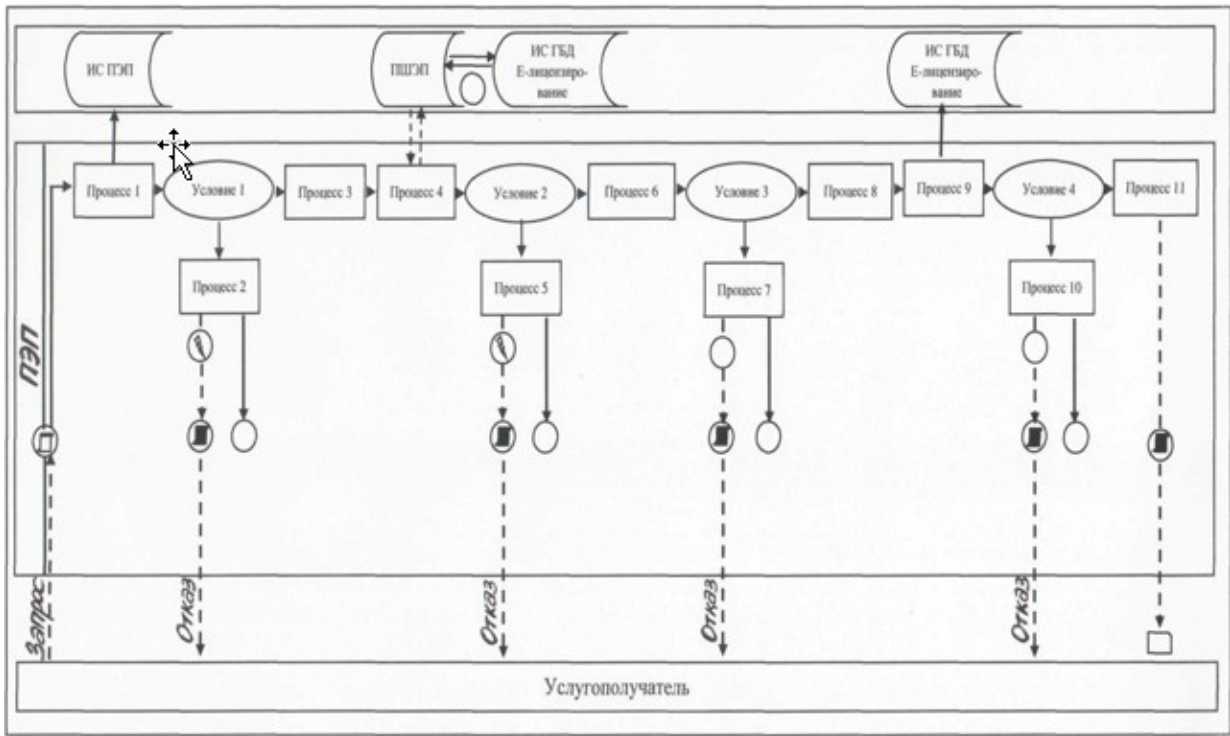 ИС ПЭП
ПШЭП
ИС ГБД
Е-лицензиро-
вание
ИС ГБД
Е-лицензиро-
вание
Процесс 1
Условие 1
Процесс 3
Процесс 4
Условие 2
Процесс 6
Условие 3
Процесс 8
Процесс 9
Условие 4
Процесс 11
Процесс 2
Процесс 5
Процесс 7
Процесс 10
ПЭП
Запрос
Отказ
Отказ
Отказ
Отказ
Услугополучатель